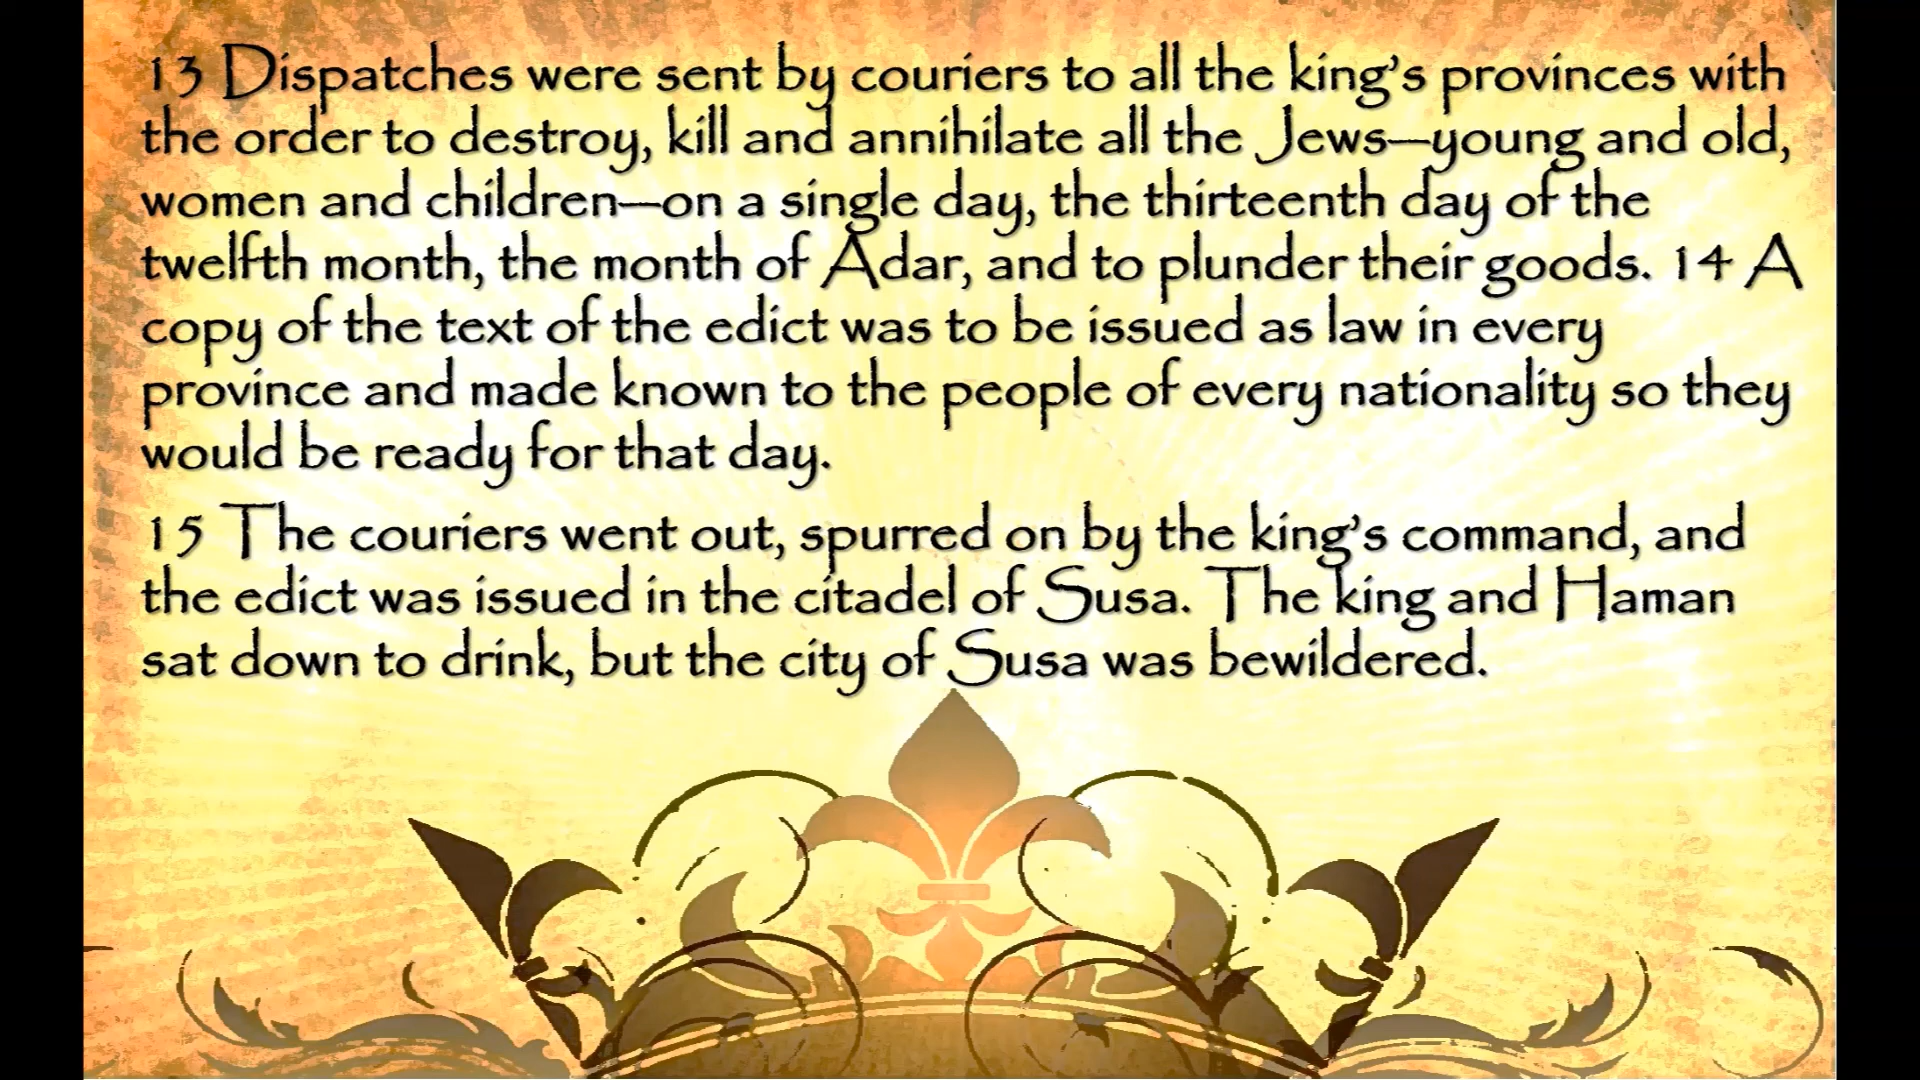 13 Dispatches were sent by couriers to all the king's provinces with
the order to destroy, kill and annihilate all the Jews—young and old,
women and children—on a single day, the thirteenth day of the
twelfth month, the month of Adar, and to plunder their goods. 14 A
copy of the text of the edict was to be issued as law in every
province and made known to the people of every nationality so they
would be ready for that day.
15 The couriers went out, spurred on by the king's command, and
the edict was issued in the citadel of Susa. The king and Haman
sat down to drink, but the city of Susa was bewildered.